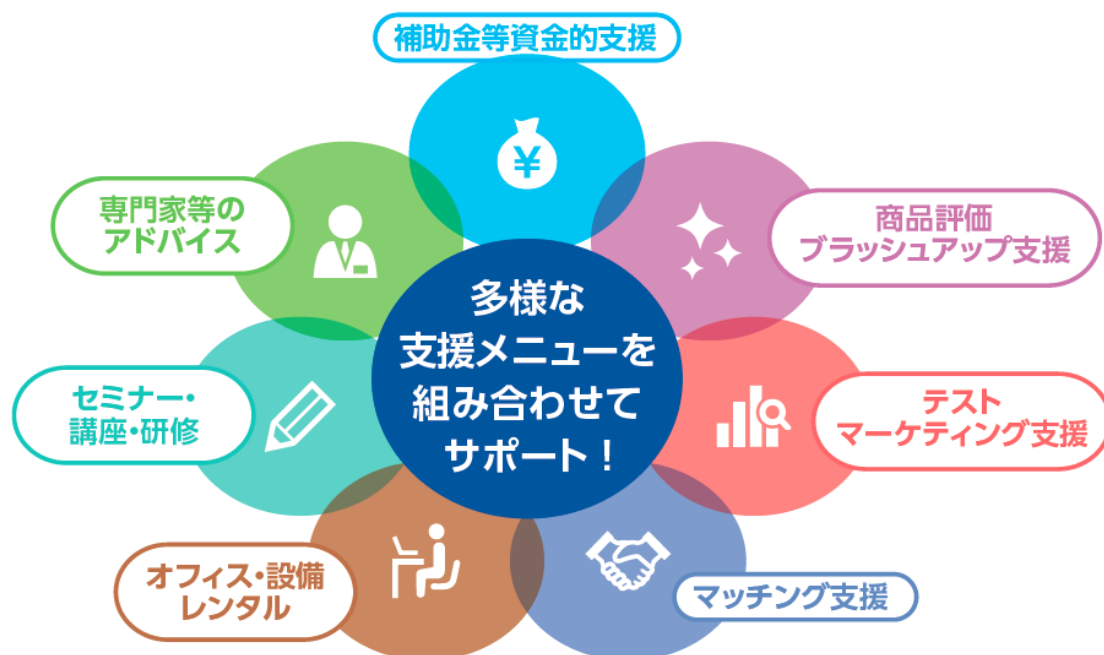 補助金等資金的支援
専門家等の
アドバイス
商品評価
ブラッシュアップ支援
多様な
支援メニューを
組み合わせて
サポート！
セミナー・
講座・研修
テスト
マーケティング支援
オフィス・設備
レンタル
マッチング支援
¥